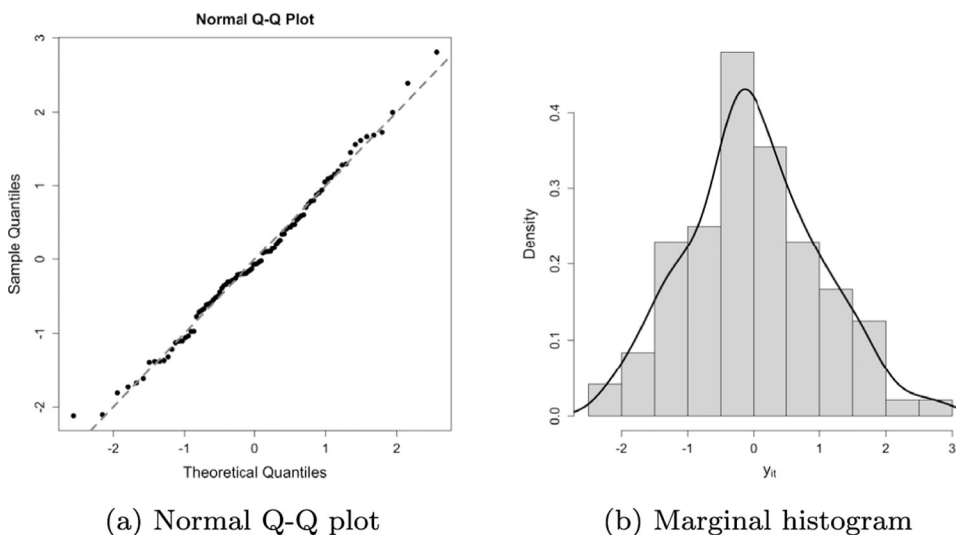 Normal Q-Q Plot
3
2
1
0
-1
-2
Sample Quantiles
-2 -1 0 1 2
Theoretical Quantiles
(a) Normal Q-Q plot
0.4
0.3
0.2
0.1
0.0
Density
-2 -1 0 1 2 3
y_it
(b) Marginal histogram